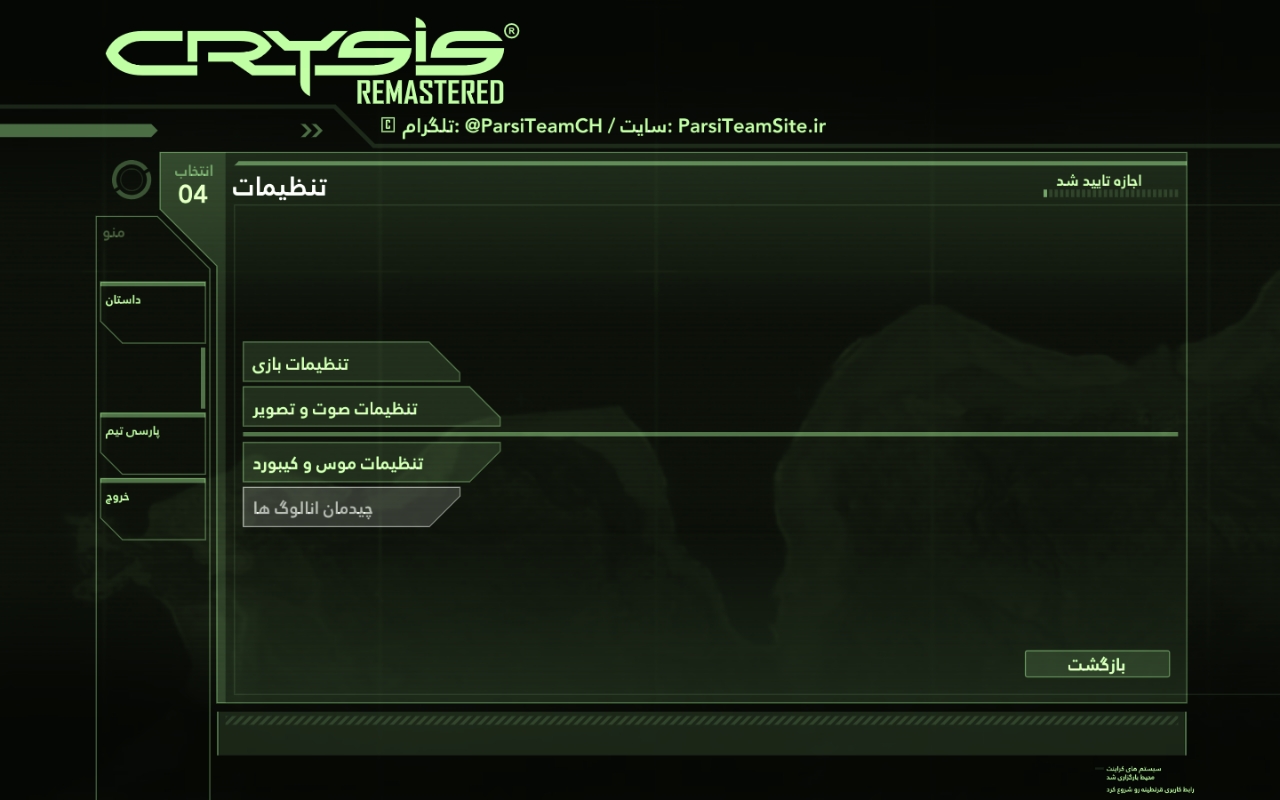 CRYSIS®
REMASTERED
تلگرام: @ParsiTeamCH / سایت: ParsiTeamSite.ir
انتخاب
04
تنظیمات
اجازه تایید شد
منو
داستان
پارسی تیم
خروج
تنظیمات بازی
تنظیمات صوت و تصویر
تنظیمات موس و کیبورد
چیدمان انالوگ ها
بازگشت
سیستم های کراینت
محیط بارگزاری شد
رابط کاربری قرنطینه رو شروع کرد